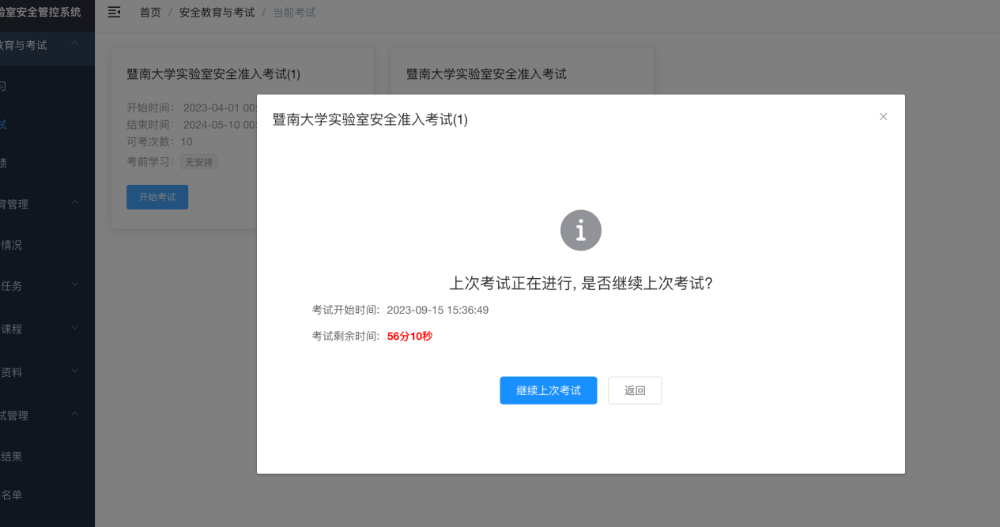 验室安全管控系统
首页 / 安全教育与考试 / 当前考试
教育与考试
习
试
绩
育管理
情况
任务
课程
资料
试管理
结果
名单
暨南大学实验室安全准入考试(1)
开始时间： 2023-04-01 00:
结束时间： 2024-05-10 00:
可考次数：10
考前学习： 无安排
开始考试
暨南大学实验室安全准入考试
暨南大学实验室安全准入考试(1)
上次考试正在进行, 是否继续上次考试?
考试开始时间： 2023-09-15 15:36:49
考试剩余时间： 56分10秒
继续上次考试 返回